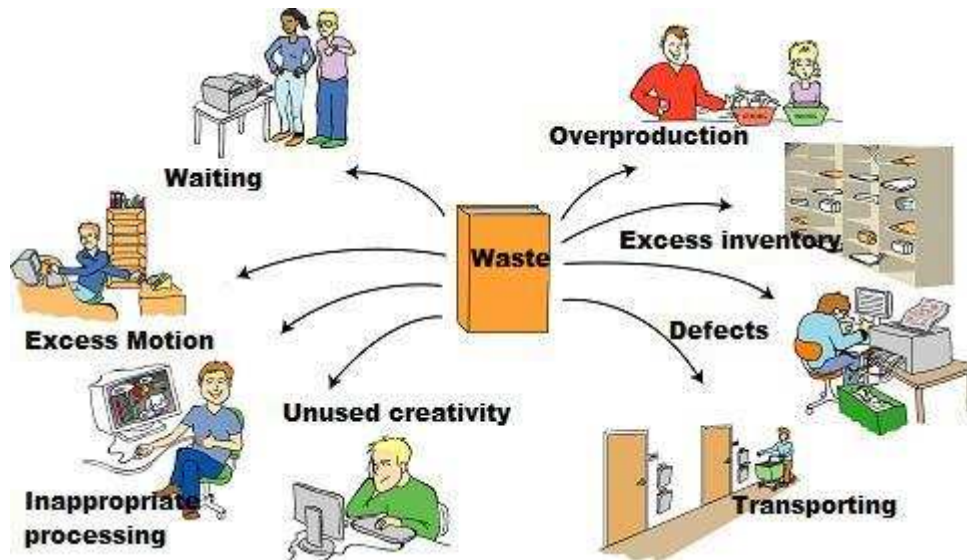 Overproduction
Waiting
Excess inventory
Waste
Defects
Excess Motion
Unused creativity
Inappropriate
processing
Transporting